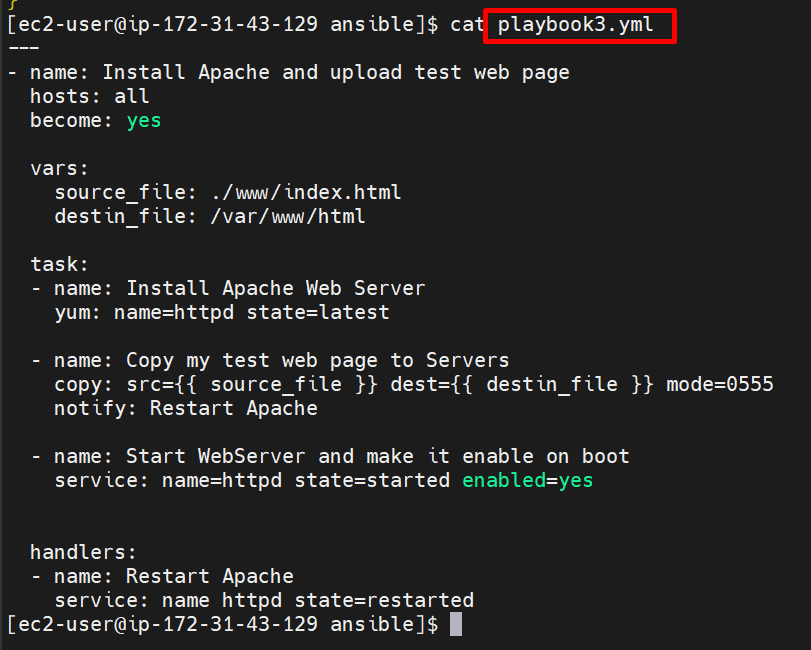 }
[ec2-user@ip-172-31-43-129 ansible]$ cat playbook3.yml
---
- name: Install Apache and upload test web page
  hosts: all
  become: yes

  vars:
    source_file: ./www/index.html
    destin_file: /var/www/html

  task:
  - name: Install Apache Web Server
    yum: name=httpd state=latest

  - name: Copy my test web page to Servers
    copy: src={{ source_file }} dest={{ destin_file }} mode=0555
    notify: Restart Apache

  - name: Start WebServer and make it enable on boot
    service: name=httpd state=started enabled=yes


  handlers:
  - name: Restart Apache
    service: name httpd state=restarted
[ec2-user@ip-172-31-43-129 ansible]$